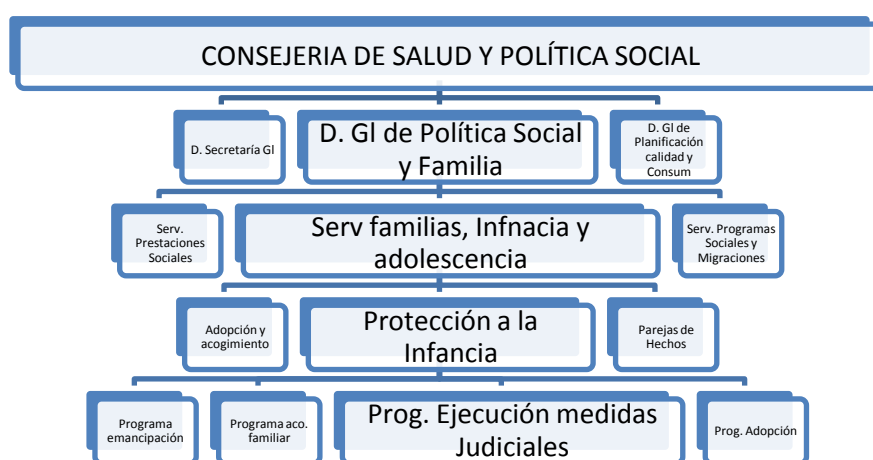 CONSEJERIA DE SALUD Y POLÍTICA SOCIAL
D. Secretaría Gl
D. Gl de Política Social
y Familia
D. Gl de
Planificación
calidad y
Consum
Serv.
Prestaciones
Sociales
Serv familias, Infnacia y
adolescencia
Serv. Programas
Sociales y
Migraciones
Adopción y
acogimiento
Protección a la
Infancia
Parejas de
Hechos
Programa
emancipación
Programa aco.
familiar
Prog. Ejecución medidas
Judiciales
Prog. Adopción